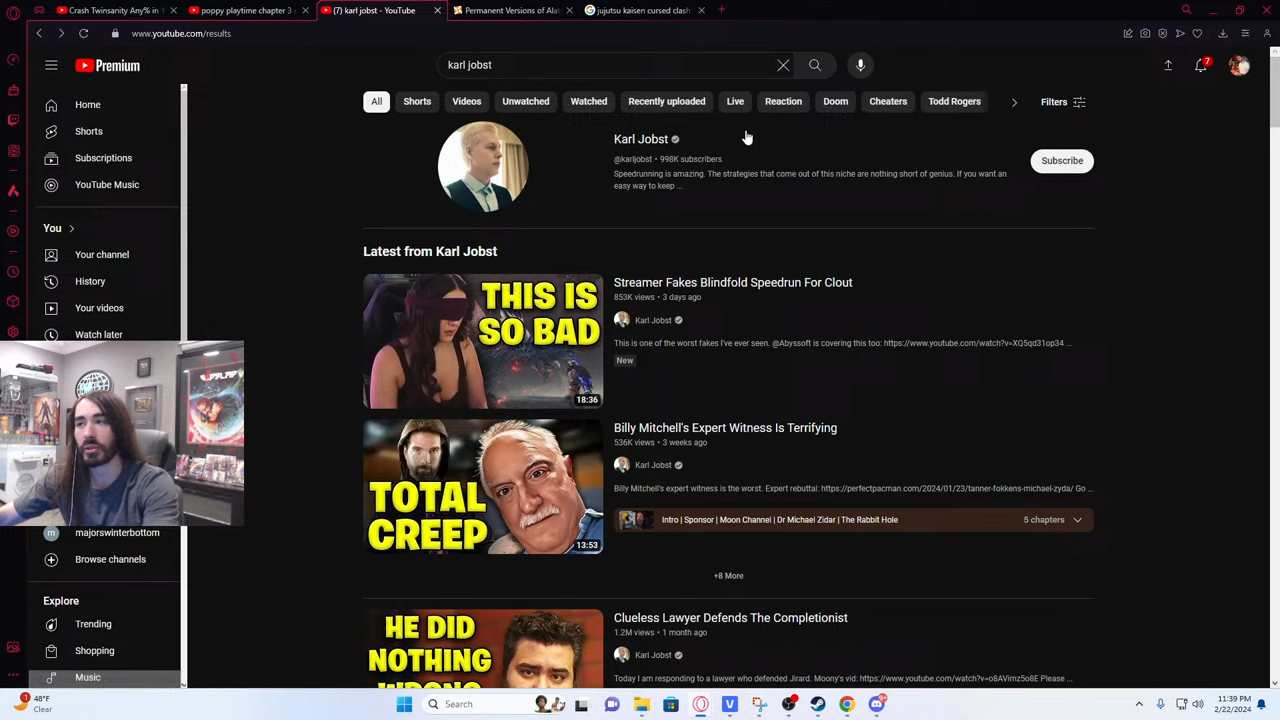 Crash Twinsanity Any% in 1
poppy playtime chapter 3 s
(7) karl jobst - YouTube
Permanent Versions of Alat
jujutsu kaisen cursed clash
www.youtube.com/results
Premium
karl jobst
7
Home
Shorts
Subscriptions
YouTube Music
You
Your channel
History
Your videos
Watch later
majorswinterbottom
Browse channels
Explore
Trending
Shopping
Music
All
Shorts
Videos
Unwatched
Watched
Recently uploaded
Live
Reaction
Doom
Cheaters
Todd Rogers
Filters
Karl Jobst
@karljobst • 998K subscribers
Speedrunning is amazing. The strategies that come out of this niche are nothing short of genius. If you want an
easy way to keep ...
Subscribe
Latest from Karl Jobst
THIS IS
SO BAD
18:36
Streamer Fakes Blindfold Speedrun For Clout
853K views • 3 days ago
Karl Jobst
This is one of the worst fakes I've ever seen. @Abyssoft is covering this too: https://www.youtube.com/watch?v=XQ5qd31op34 ...
New
TOTAL
CREEP
13:53
Billy Mitchell's Expert Witness Is Terrifying
536K views • 3 weeks ago
Karl Jobst
Billy Mitchell's expert witness is the worst. Expert rebuttal: https://perfectpacman.com/2024/01/23/tanner-fokkens-michael-zyda/ Go ...
Intro | Sponsor | Moon Channel | Dr Michael Zidar | The Rabbit Hole
5 chapters
+8 More
HE DID
NOTHING
WRONG
Clueless Lawyer Defends The Completionist
1.2M views • 1 month ago
Karl Jobst
Today I am responding to a lawyer who defended Jirard. Moony's vid: https://www.youtube.com/watch?v=o8AVimz5o8E Please ...
1
48°F
Clear
Search
11:39 PM
2/22/2024